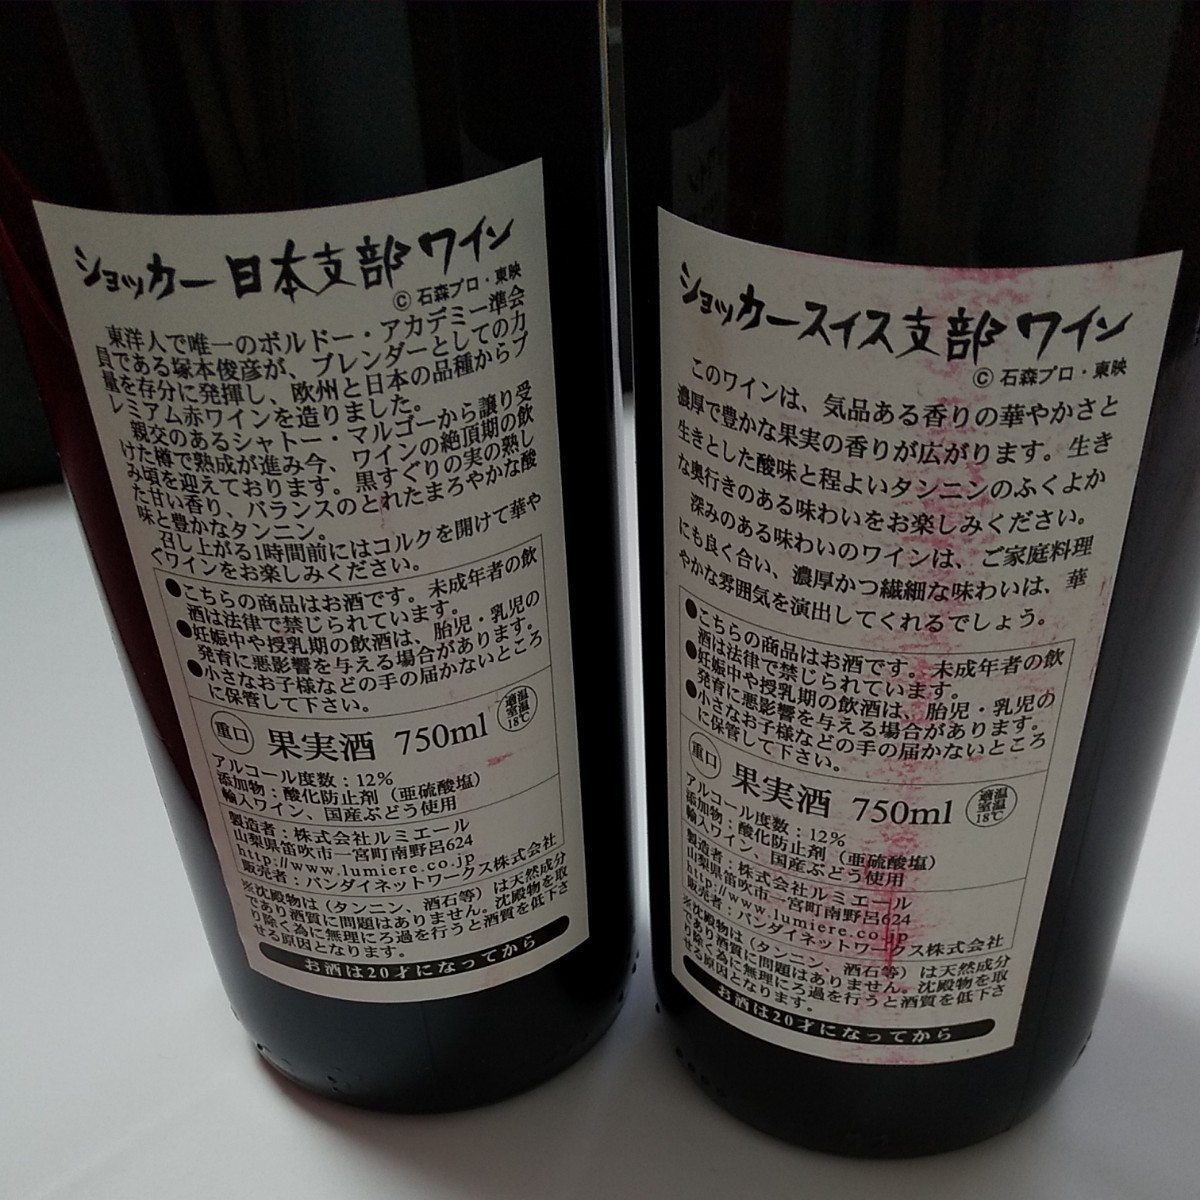 ショッカー日本支部ワイン
© 石森プロ・東映
東洋人で唯一のボルドー・アカデミー準会
員である塚本俊彦が、ブレンダーとしての力
量を存分に発揮し、欧州と日本の品種からプ
レミアム赤ワインを造りました。
親交のあるシャトー・マルゴーから譲り受
けた樽で熟成が進み今、ワインの絶頂期の飲
み頃を迎えております。黒すぐりの実の熟し
た甘い香り、バランスのとれたまろやかな酸
味と豊かなタンニン。
召し上がる1時間前にはコルクを開けて華や
ぐワインをお楽しみください。
●こちらの商品はお酒です。未成年者の飲
酒は法律で禁じられています。
●妊娠中や授乳期の飲酒は、胎児・乳児の
発育に悪影響を与える場合があります。
●小さなお子様などの手の届かないところ
に保管して下さい。
重口 果実酒 750ml 適温 室温 18℃
アルコール度数：12%
添加物：酸化防止剤（亜硫酸塩）
輸入ワイン、国産ぶどう使用
製造者：株式会社ルミエール
山梨県笛吹市一宮町南野呂624
http://www.lumiere.co.jp
販売者：バンダイネットワークス株式会社
※沈殿物は（タンニン、酒石等）は天然成分
であり酒質に問題はありません。沈殿物を取
り除く為に無理にろ過を行うと酒質を低下さ
せる原因となります。
お酒は20才になってから
ショッカースイス支部ワイン
© 石森プロ・東映
このワインは、気品ある香りの華やかさと
濃厚で豊かな果実の香りが広がります。生き
生きとした酸味と程よいタンニンのふくよか
な奥行きのある味わいをお楽しみください。
深みのある味わいのワインは、ご家庭料理
にも良く合い、濃厚かつ繊細な味わいは、華
やかな雰囲気を演出してくれるでしょう。
●こちらの商品はお酒です。未成年者の飲
酒は法律で禁じられています。
●妊娠中や授乳期の飲酒は、胎児・乳児の
発育に悪影響を与える場合があります。
●小さなお子様などの手の届かないところ
に保管して下さい。
重口 果実酒 750ml 適温 室温 18℃
アルコール度数：12%
添加物：酸化防止剤（亜硫酸塩）
輸入ワイン、国産ぶどう使用
製造者：株式会社ルミエール
山梨県笛吹市一宮町南野呂624
http://www.lumiere.co.jp
販売者：バンダイネットワークス株式会社
※沈殿物は（タンニン、酒石等）は天然成分
であり酒質に問題はありません。沈殿物を取
り除く為に無理にろ過を行うと酒質を低下さ
せる原因となります。
お酒は20才になってから